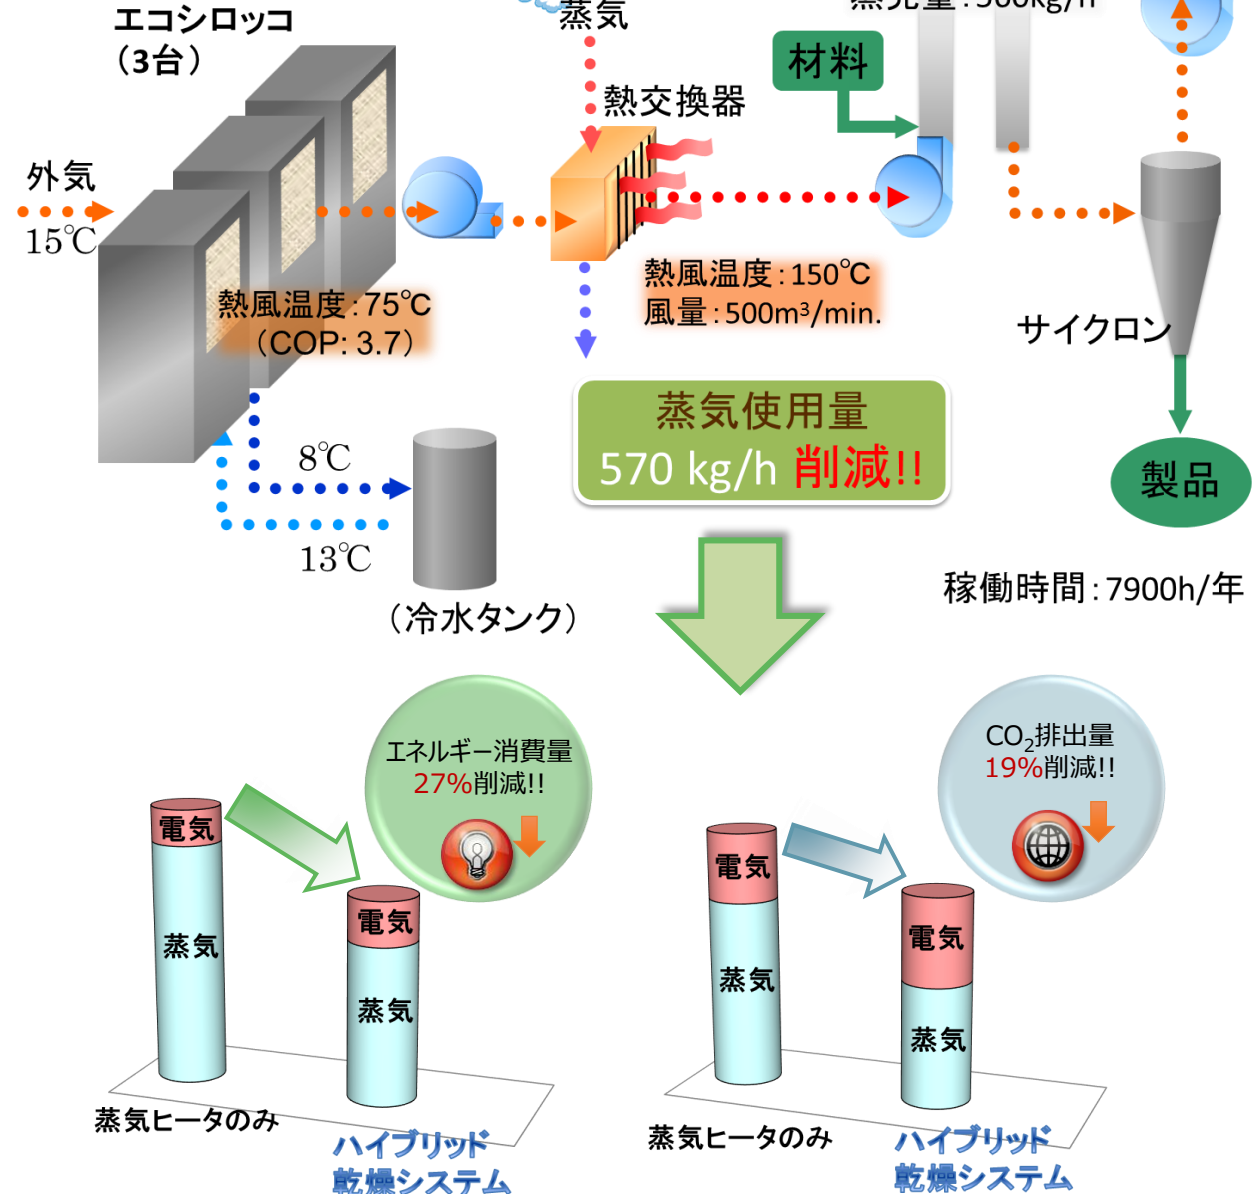 エコシロッコ
（3台）
蒸気
熱交換器
材料
外気
15℃
熱風温度：75℃
（COP: 3.7）
熱風温度：150℃
風量：500m³/min.
サイクロン
8℃
13℃
（冷水タンク）
蒸気使用量
570 kg/h 削減!!
製品
稼働時間：7900h/年
エネルギー消費量
27%削減!!
CO₂排出量
19%削減!!
電気
蒸気
電気
蒸気
電気
蒸気
電気
蒸気
蒸気ヒータのみ
ハイブリッド
乾燥システム
蒸気ヒータのみ
ハイブリッド
乾燥システム